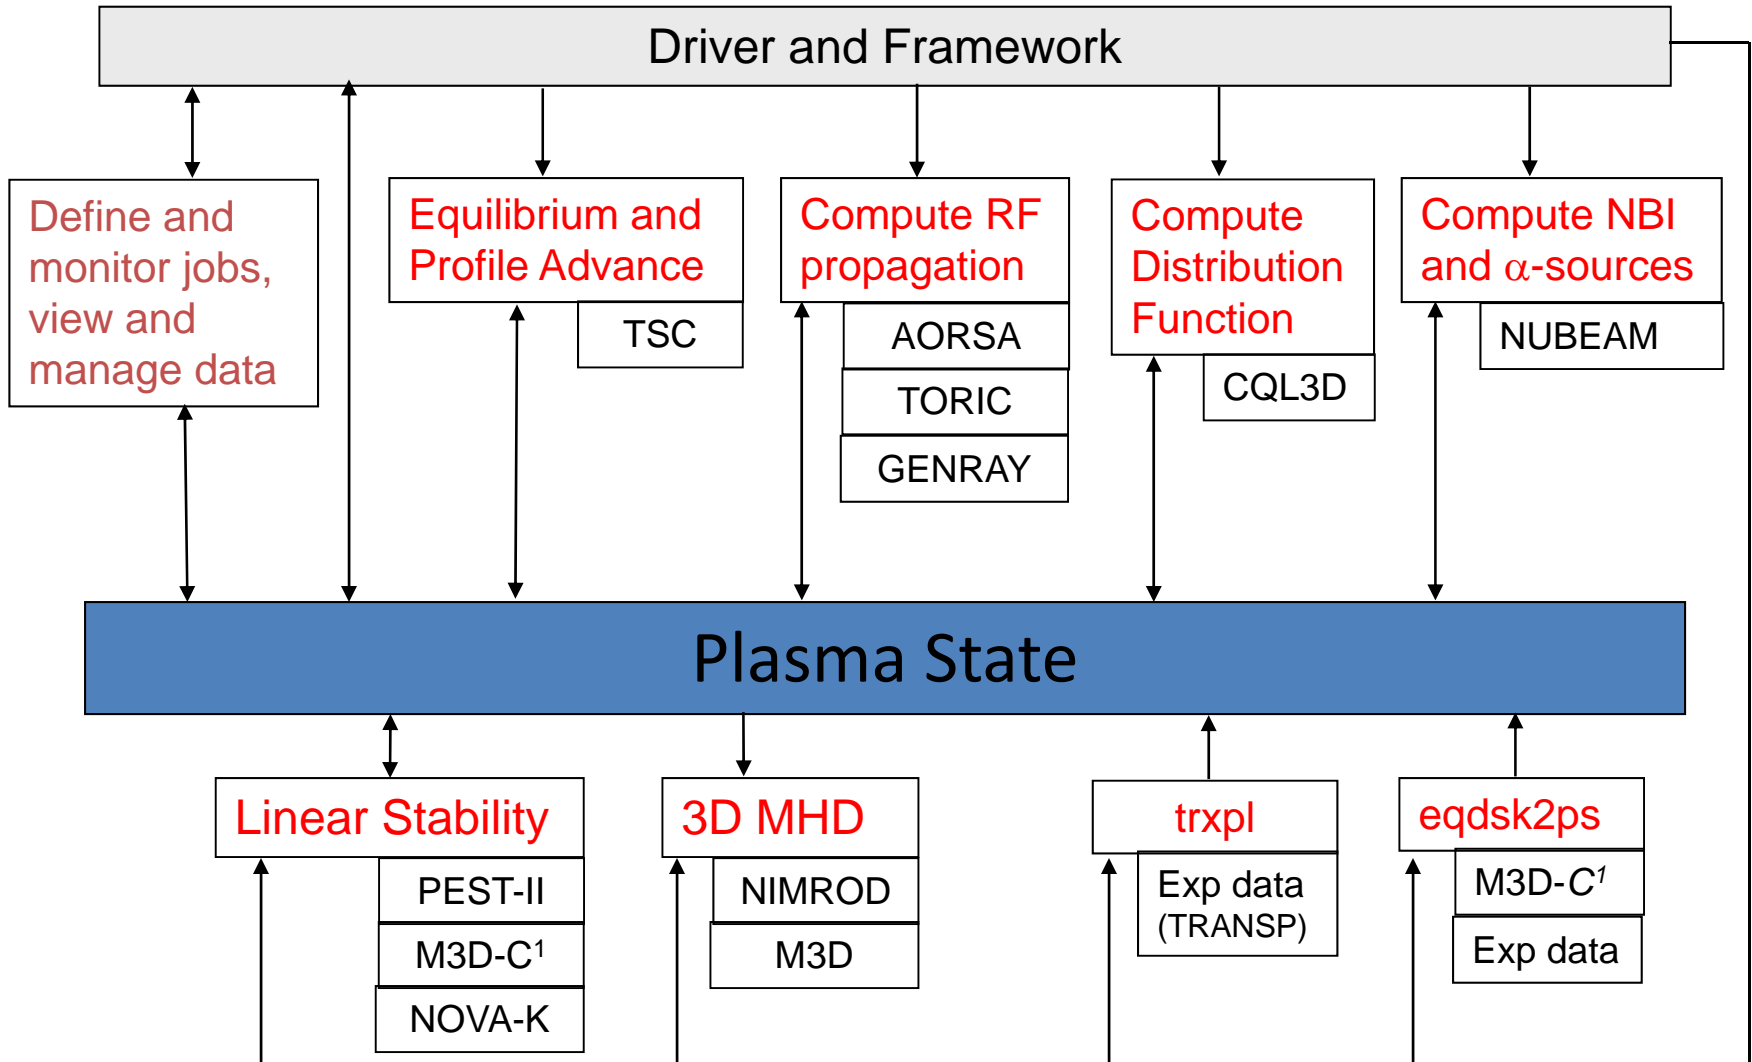 Driver and Framework
Define and
monitor jobs,
view and
manage data
Equilibrium and
Profile Advance
TSC
Compute RF
propagation
AORSA
TORIC
GENRAY
Compute
Distribution
Function
CQL3D
Compute NBI
and α-sources
NUBEAM
Plasma State
Linear Stability
PEST-II
M3D-C¹
NOVA-K
3D MHD
NIMROD
M3D
trxpl
Exp data
(TRANSP)
eqdsk2ps
M3D-C¹
Exp data